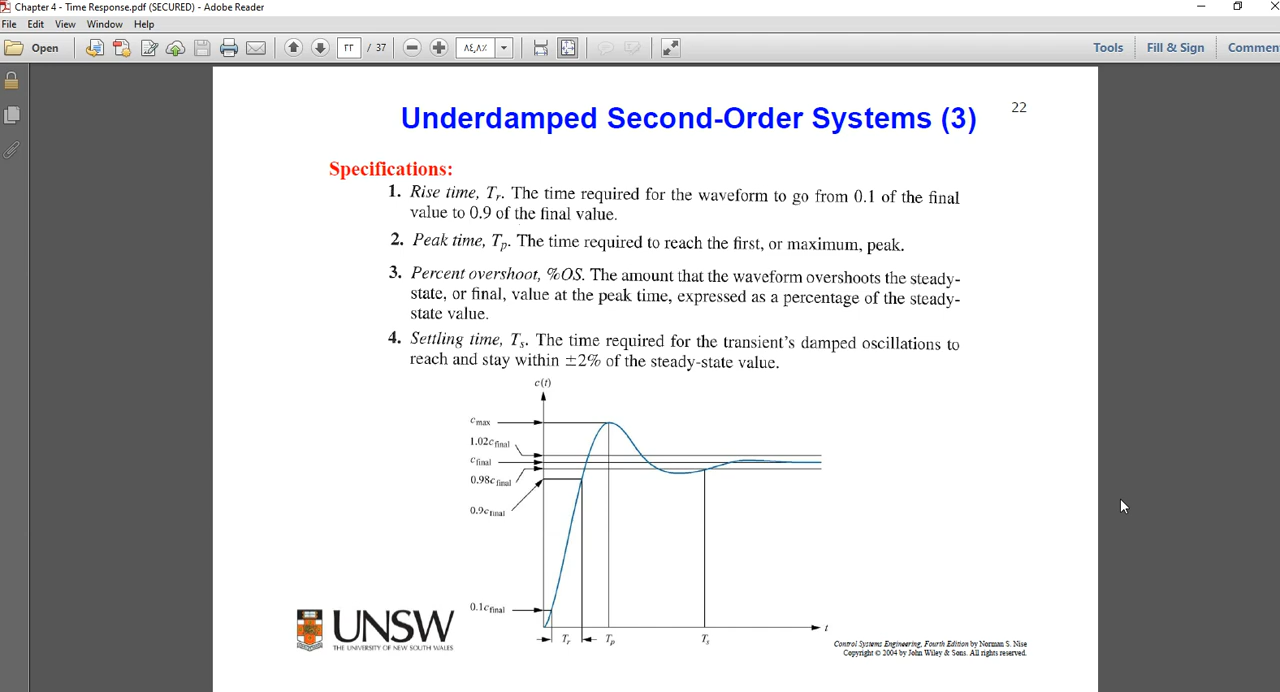 Chapter 4 - Time Response.pdf (SECURED) - Adobe Reader
File Edit View Window Help
Open ٢٢ / 37 ٨٤,٨٪ Tools Fill & Sign Commen
22
Underdamped Second-Order Systems (3)
Specifications:
1. Rise time, Tr. The time required for the waveform to go from 0.1 of the final
value to 0.9 of the final value.
2. Peak time, Tp. The time required to reach the first, or maximum, peak.
3. Percent overshoot, %OS. The amount that the waveform overshoots the steady-
state, or final, value at the peak time, expressed as a percentage of the steady-
state value.
4. Settling time, Ts. The time required for the transient's damped oscillations to
reach and stay within ±2% of the steady-state value.
c(t)
cmax
1.02cfinal
cfinal
0.98cfinal
0.9cfinal
0.1cfinal
Tr Tp Ts t
UNSW
THE UNIVERSITY OF NEW SOUTH WALES
Control Systems Engineering, Fourth Edition by Norman S. Nise
Copyright © 2004 by John Wiley & Sons. All rights reserved.